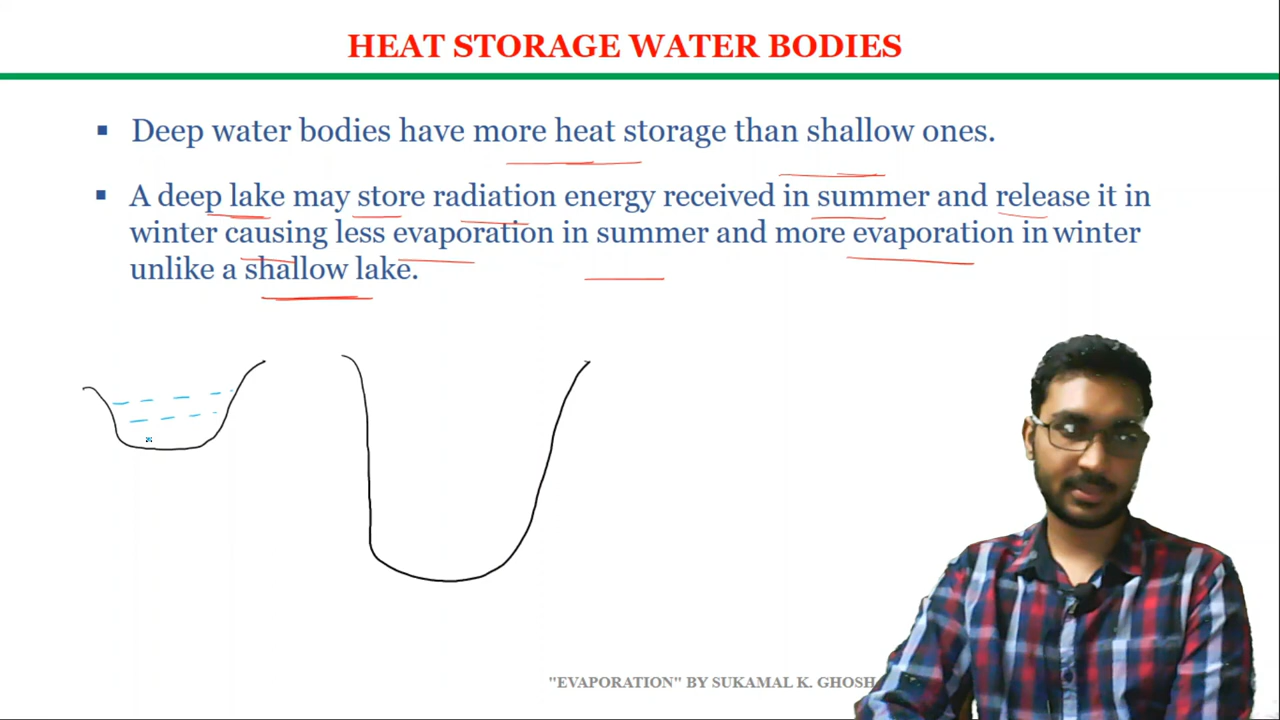 HEAT STORAGE WATER BODIES
▪ Deep water bodies have more heat storage than shallow ones.
▪ A deep lake may store radiation energy received in summer and release it in
winter causing less evaporation in summer and more evaporation in winter
unlike a shallow lake.
"EVAPORATION" BY SUKAMAL K. GHOSH